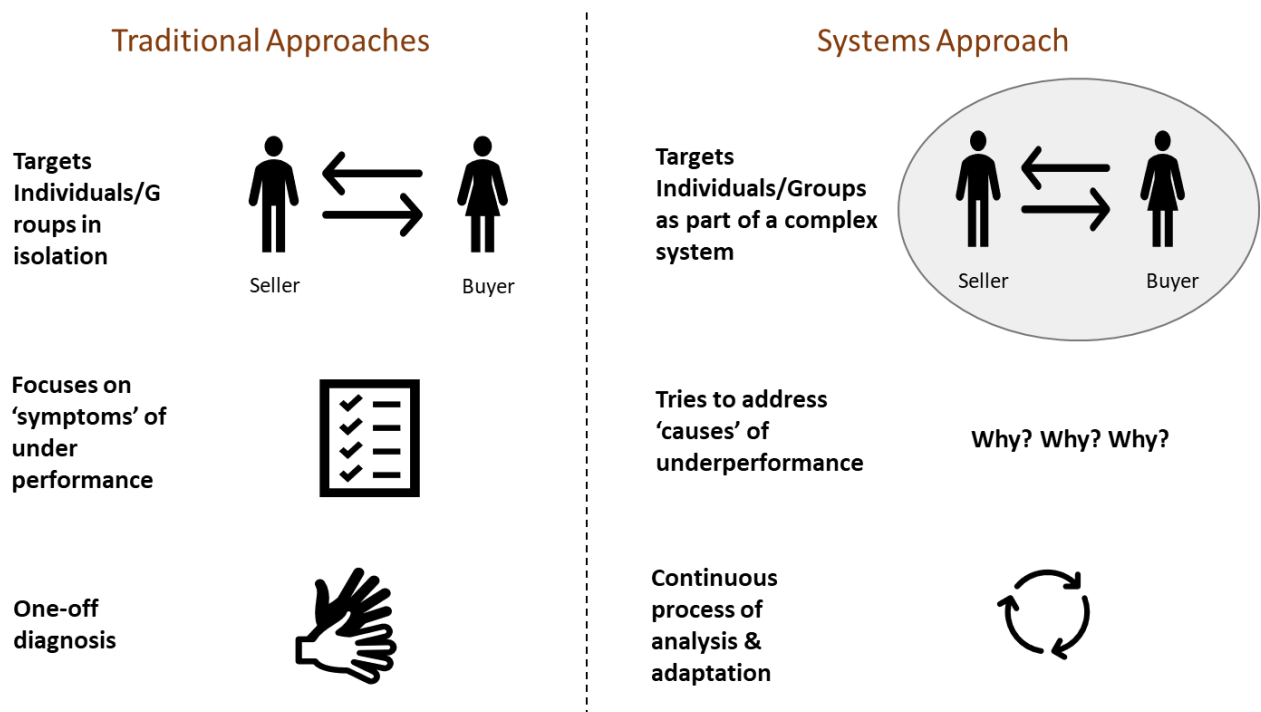 Traditional Approaches
Targets
Individuals/G
roups in
isolation
Seller
Buyer
Focuses on
‘symptoms’ of
under
performance
One-off
diagnosis
Systems Approach
Targets
Individuals/Groups
as part of a complex
system
Seller
Buyer
Tries to address
‘causes’ of
underperformance
Why? Why? Why?
Continuous
process of
analysis &
adaptation